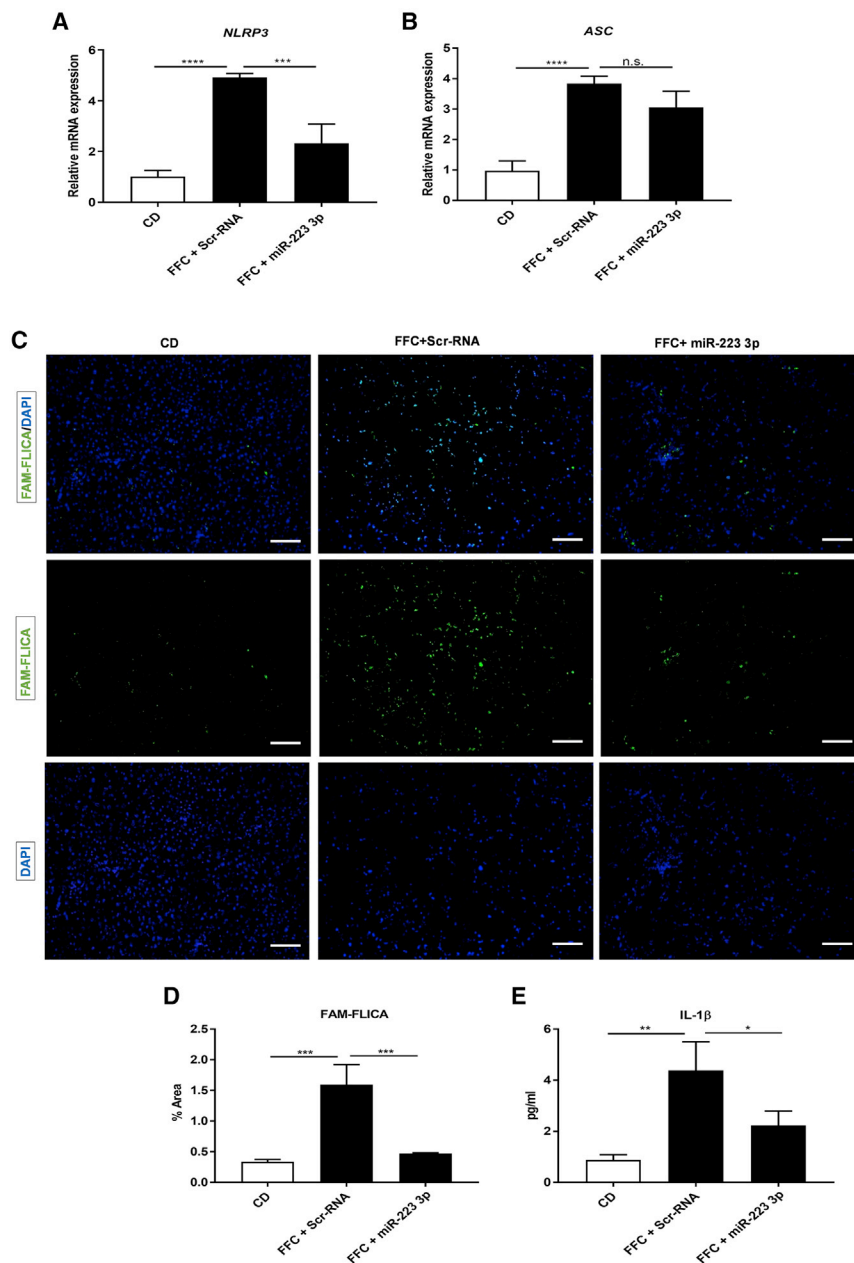 A
NLRP3
Relative mRNA expression
6
4
2
0
****
***
CD
FFC + Scr-RNA
FFC + miR-223 3p
B
ASC
Relative mRNA expression
5
4
3
2
1
0
****
n.s.
CD
FFC + Scr-RNA
FFC + miR-223 3p
C
CD
FFC+Scr-RNA
FFC+ miR-223 3p
FAM-FLICA/DAPI
FAM-FLICA
DAPI
D
FAM-FLICA
% Area
2.5
2.0
1.5
1.0
0.5
0.0
***
***
CD
FFC + Scr-RNA
FFC + miR-223 3p
E
IL-1β
pg/ml
6
4
2
0
**
*
CD
FFC + Scr-RNA
FFC + miR-223 3p